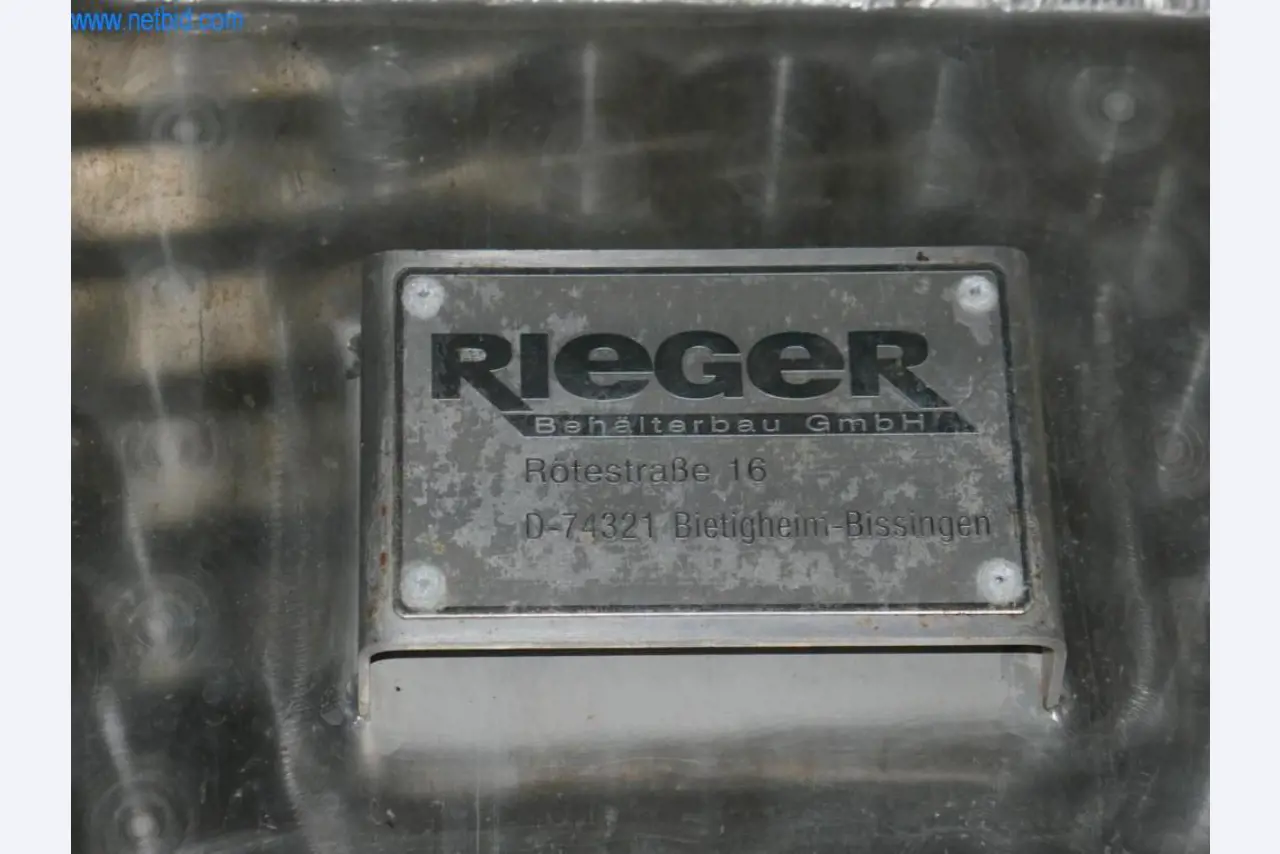 www.netbid.com
RIEGER
Behälterbau GmbH
Rötestraße 16
D-74321 Bietigheim-Bissingen